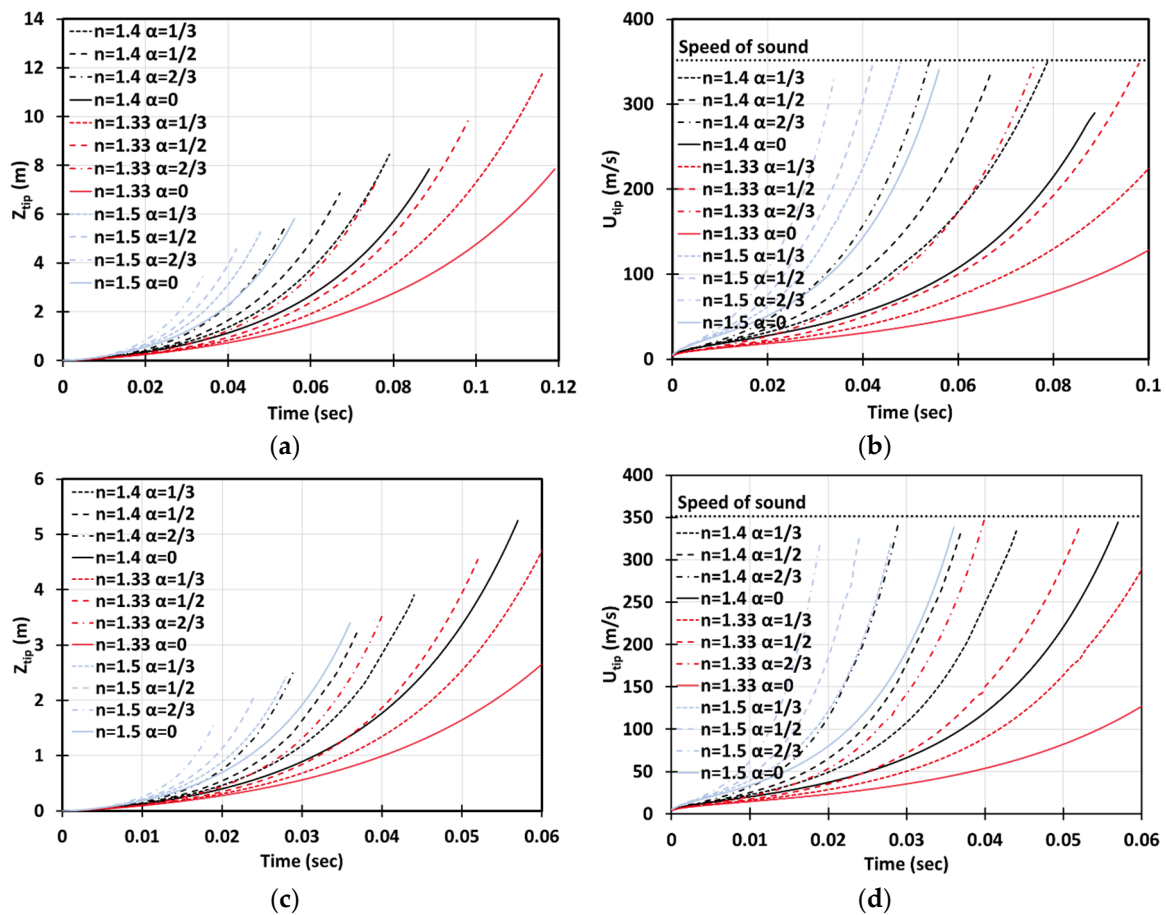 14
12
10
8
6
4
2
0
Z_tip (m)
n=1.4 α=1/3
n=1.4 α=1/2
n=1.4 α=2/3
n=1.4 α=0
n=1.33 α=1/3
n=1.33 α=1/2
n=1.33 α=2/3
n=1.33 α=0
n=1.5 α=1/3
n=1.5 α=1/2
n=1.5 α=2/3
n=1.5 α=0
0 0.02 0.04 0.06 0.08 0.1 0.12
Time (sec)
(a)
400
300
200
100
0
U_tip (m/s)
Speed of sound
n=1.4 α=1/3
n=1.4 α=1/2
n=1.4 α=2/3
n=1.4 α=0
n=1.33 α=1/3
n=1.33 α=1/2
n=1.33 α=2/3
n=1.33 α=0
n=1.5 α=1/3
n=1.5 α=1/2
n=1.5 α=2/3
n=1.5 α=0
0 0.02 0.04 0.06 0.08 0.1
Time (sec)
(b)
6
5
4
3
2
1
0
Z_tip (m)
n=1.4 α=1/3
n=1.4 α=1/2
n=1.4 α=2/3
n=1.4 α=0
n=1.33 α=1/3
n=1.33 α=1/2
n=1.33 α=2/3
n=1.33 α=0
n=1.5 α=1/3
n=1.5 α=1/2
n=1.5 α=2/3
n=1.5 α=0
0 0.01 0.02 0.03 0.04 0.05 0.06
Time (sec)
(c)
400
350
300
250
200
150
100
50
0
U_tip (m/s)
Speed of sound
n=1.4 α=1/3
n=1.4 α=1/2
n=1.4 α=2/3
n=1.4 α=0
n=1.33 α=1/3
n=1.33 α=1/2
n=1.33 α=2/3
n=1.33 α=0
n=1.5 α=1/3
n=1.5 α=1/2
n=1.5 α=2/3
n=1.5 α=0
0 0.01 0.02 0.03 0.04 0.05 0.06
Time (sec)
(d)